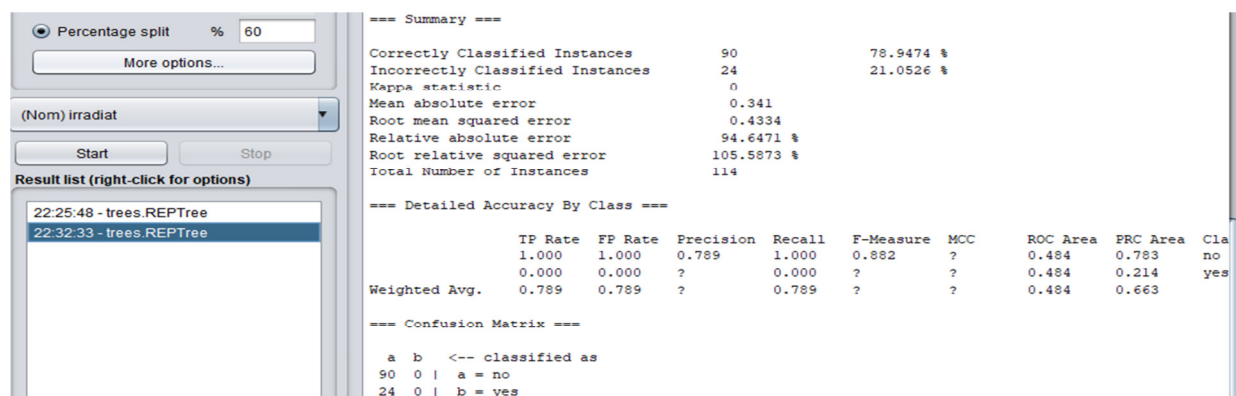 Percentage split % 60
More options...
(Nom) irradiat
Start Stop
Result list (right-click for options)
22:25:48 - trees.REPTree
22:32:33 - trees.REPTree
=== Summary ===
Correctly Classified Instances 90 78.9474 %
Incorrectly Classified Instances 24 21.0526 %
Kappa statistic 0
Mean absolute error 0.341
Root mean squared error 0.4334
Relative absolute error 94.6471 %
Root relative squared error 105.5873 %
Total Number of Instances 114
=== Detailed Accuracy By Class ===
TP Rate FP Rate Precision Recall F-Measure MCC ROC Area PRC Area Cla
1.000 1.000 0.789 1.000 0.882 ? 0.484 0.783 no
0.000 0.000 ? 0.000 ? ? 0.484 0.214 yes
Weighted Avg. 0.789 0.789 ? 0.789 ? ? 0.484 0.663
=== Confusion Matrix ===
a b <-- classified as
90 0 | a = no
24 0 | b = yes